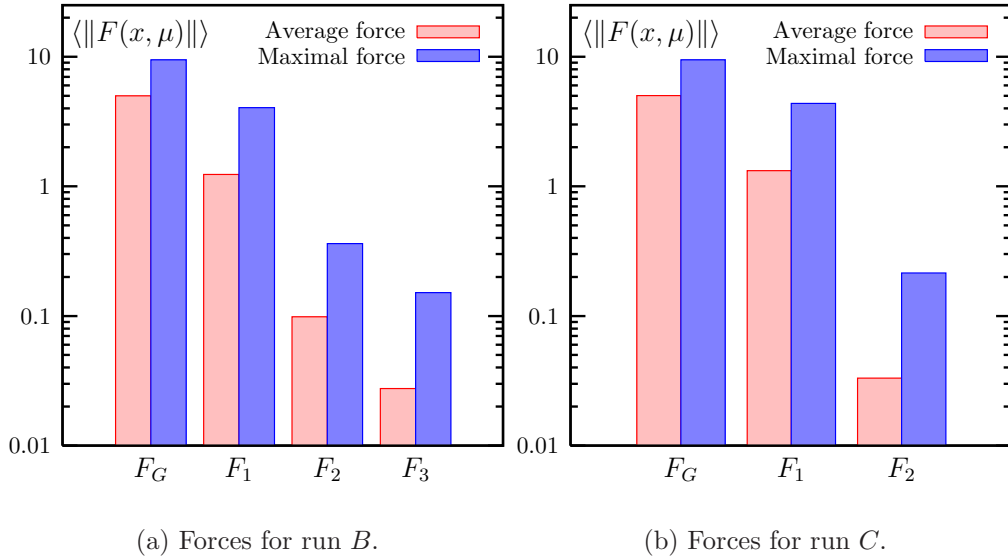 ⟨∥F(x, μ)∥⟩
Average force
Maximal force
10
1
0.1
0.01
F_G F_1 F_2 F_3
(a) Forces for run B.
⟨∥F(x, μ)∥⟩
Average force
Maximal force
10
1
0.1
0.01
F_G F_1 F_2
(b) Forces for run C.